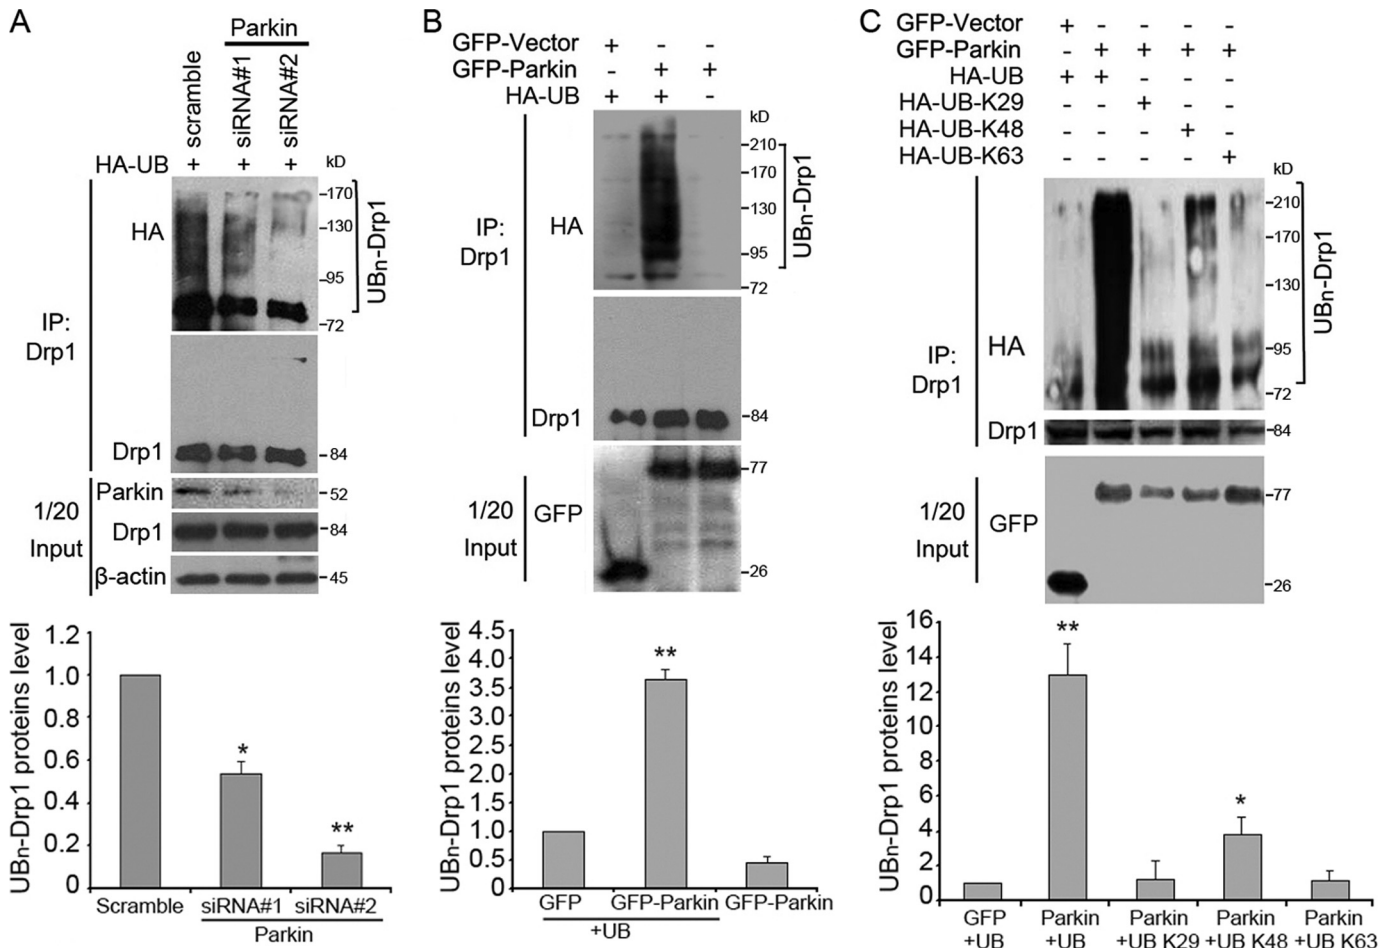 A
Parkin
scramble
siRNA#1
siRNA#2
HA-UB + + +
kD
HA
-170
-130
-95
-72
UBn-Drp1
IP:
Drp1
Drp1
-84
Parkin
-52
1/20
Input
Drp1
-84
β-actin
-45
UBn-Drp1 proteins level
1.2
1.0
0.8
0.6
0.4
0.2
0
*
**
Scramble
siRNA#1
siRNA#2
Parkin
B
GFP-Vector + - -
GFP-Parkin - + +
HA-UB + + -
kD
IP:
Drp1
HA
-210
-170
-130
-95
-72
UBn-Drp1
Drp1
-84
1/20
Input
GFP
-77
-26
UBn-Drp1 proteins level
4.5
4.0
3.5
3.0
2.5
2.0
1.5
1.0
0.5
0
**
GFP
GFP-Parkin
GFP-Parkin
+UB
C
GFP-Vector + - - - -
GFP-Parkin - + + + +
HA-UB + + - - -
HA-UB-K29 - - + - -
HA-UB-K48 - - - + -
HA-UB-K63 - - - - +
kD
IP:
Drp1
HA
-210
-170
-130
-95
-72
UBn-Drp1
Drp1
-84
1/20
Input
GFP
-77
-26
UBn-Drp1 proteins level
16
14
12
10
8
6
4
2
0
**
*
GFP
+UB
Parkin
+UB
Parkin
+UB K29
Parkin
+UB K48
Parkin
+UB K63